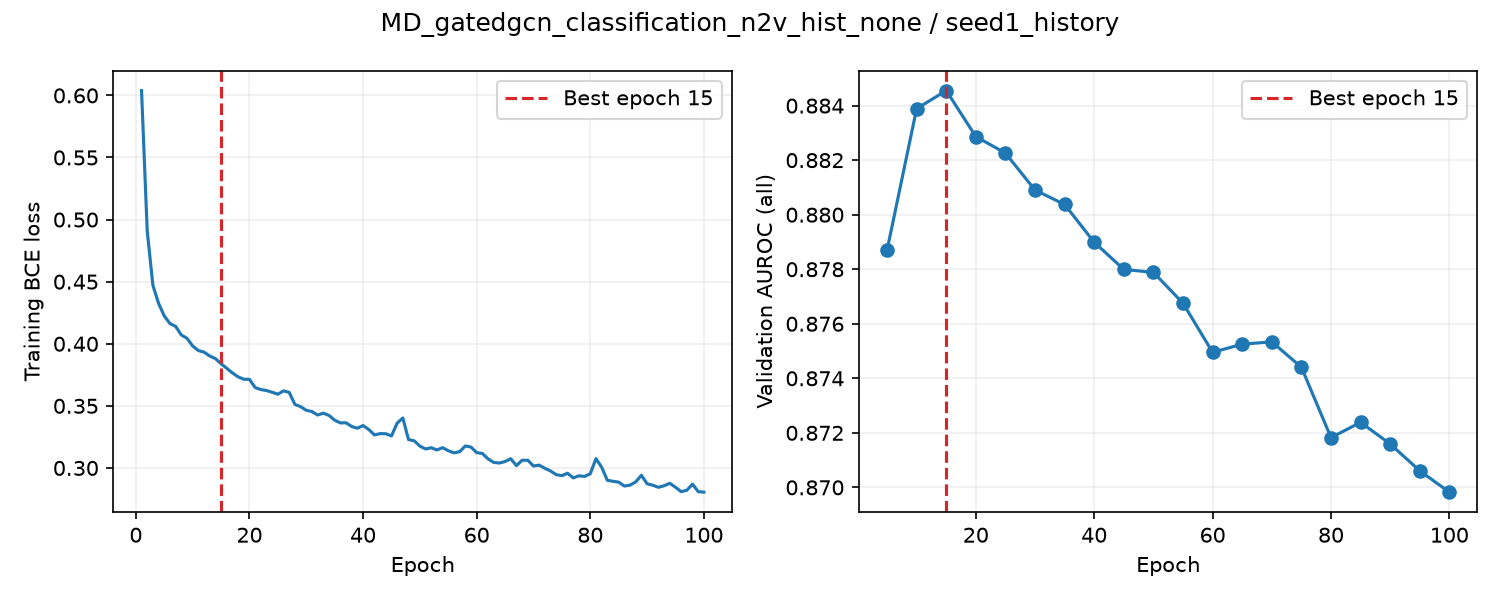 MD_gatedgcn_classification_n2v_hist_none / seed1_history
Training BCE loss
0.60
0.55
0.50
0.45
0.40
0.35
0.30
Best epoch 15
0 20 40 60 80 100
Epoch
Validation AUROC (all)
0.884
0.882
0.880
0.878
0.876
0.874
0.872
0.870
Best epoch 15
20 40 60 80 100
Epoch